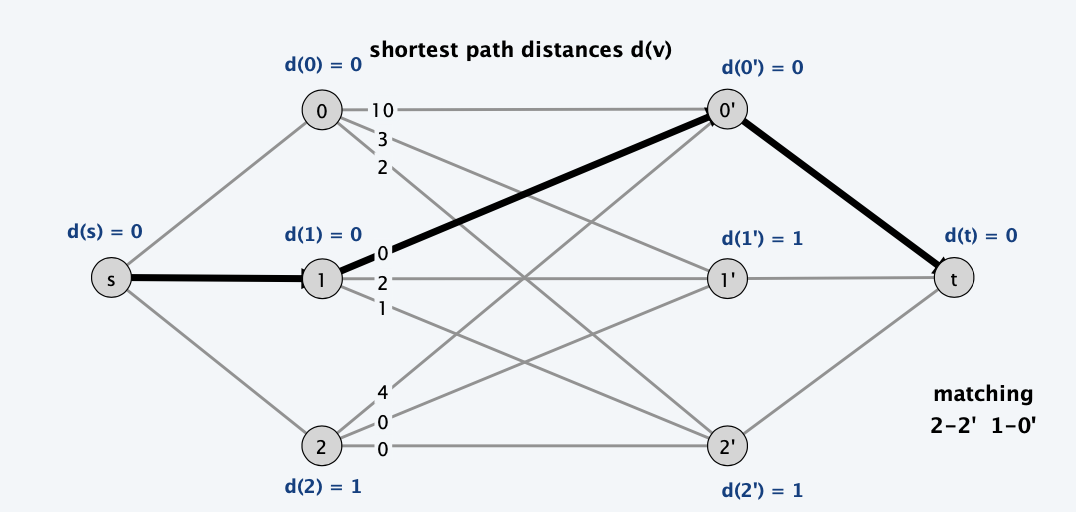 shortest path distances d(v)
d(0) = 0
d(0') = 0
0
10
0'
3
2
d(s) = 0
d(1) = 0
d(1') = 1
d(t) = 0
s
1
0
2
1
1'
t
4
0
0
2
2'
matching
2-2' 1-0'
d(2) = 1
d(2') = 1